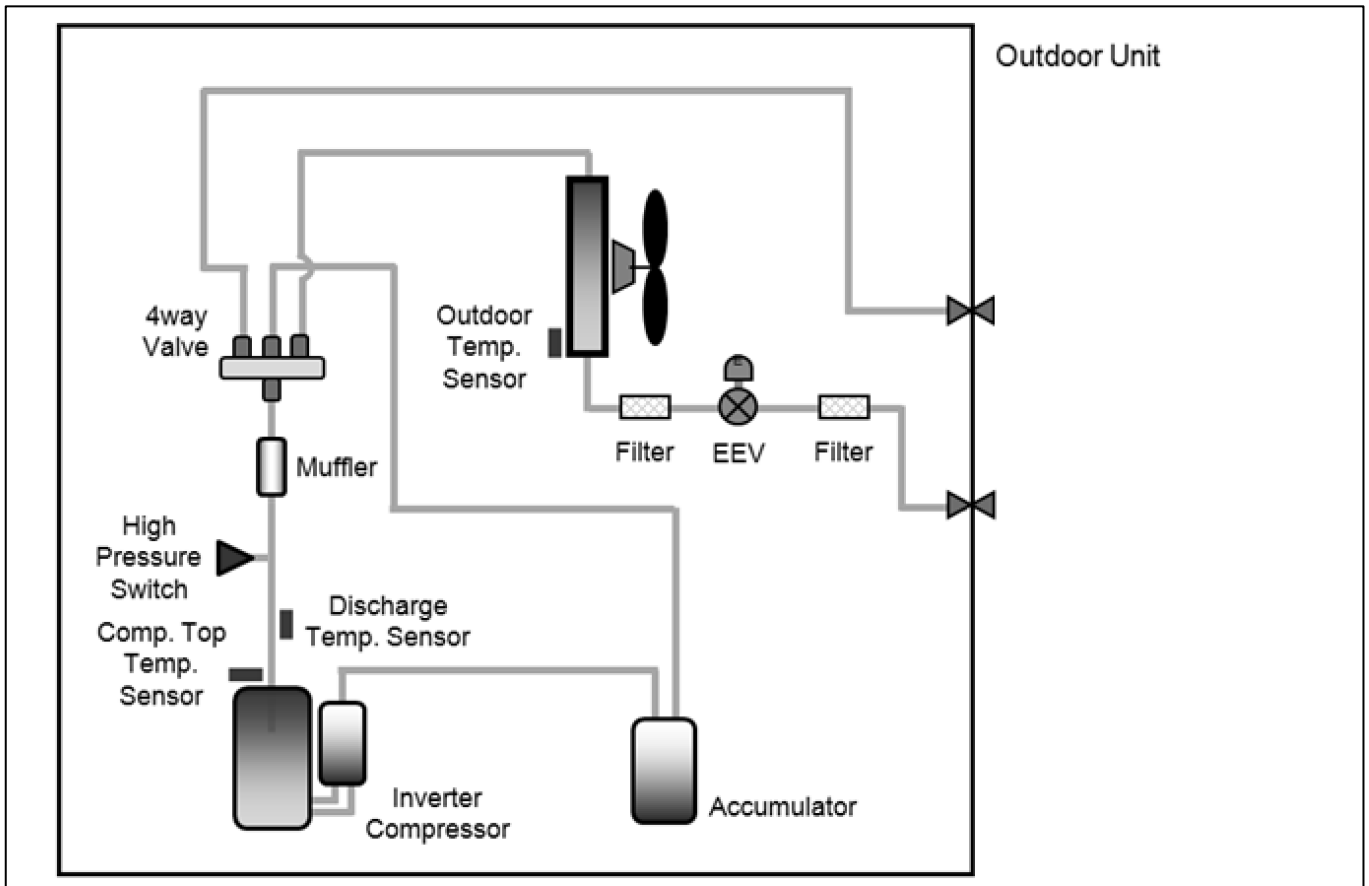 Outdoor Unit
4way
Valve
Outdoor
Temp.
Sensor
E
Filter
EEV
Filter
Muffler
High
Pressure
Switch
Discharge
Temp. Sensor
Comp. Top
Temp.
Sensor
Inverter
Compressor
Accumulator